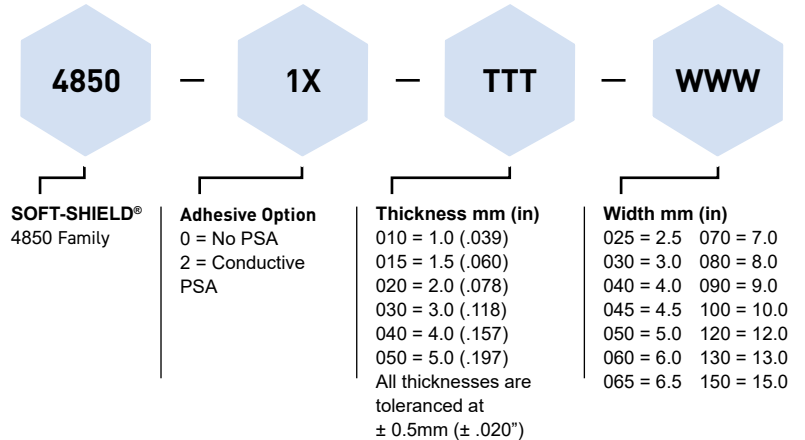 4850 – 1X – TTT – WWW
SOFT-SHIELD®
4850 Family
Adhesive Option
0 = No PSA
2 = Conductive
PSA
Thickness mm (in)
010 = 1.0 (.039)
015 = 1.5 (.060)
020 = 2.0 (.078)
030 = 3.0 (.118)
040 = 4.0 (.157)
050 = 5.0 (.197)
All thicknesses are
toleranced at
± 0.5mm (± .020”)
Width mm (in)
025 = 2.5 070 = 7.0
030 = 3.0 080 = 8.0
040 = 4.0 090 = 9.0
045 = 4.5 100 = 10.0
050 = 5.0 120 = 12.0
060 = 6.0 130 = 13.0
065 = 6.5 150 = 15.0